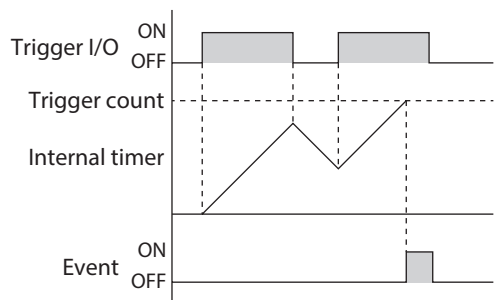 ON
Trigger I/O
OFF
Trigger count
Internal timer
ON
Event
OFF